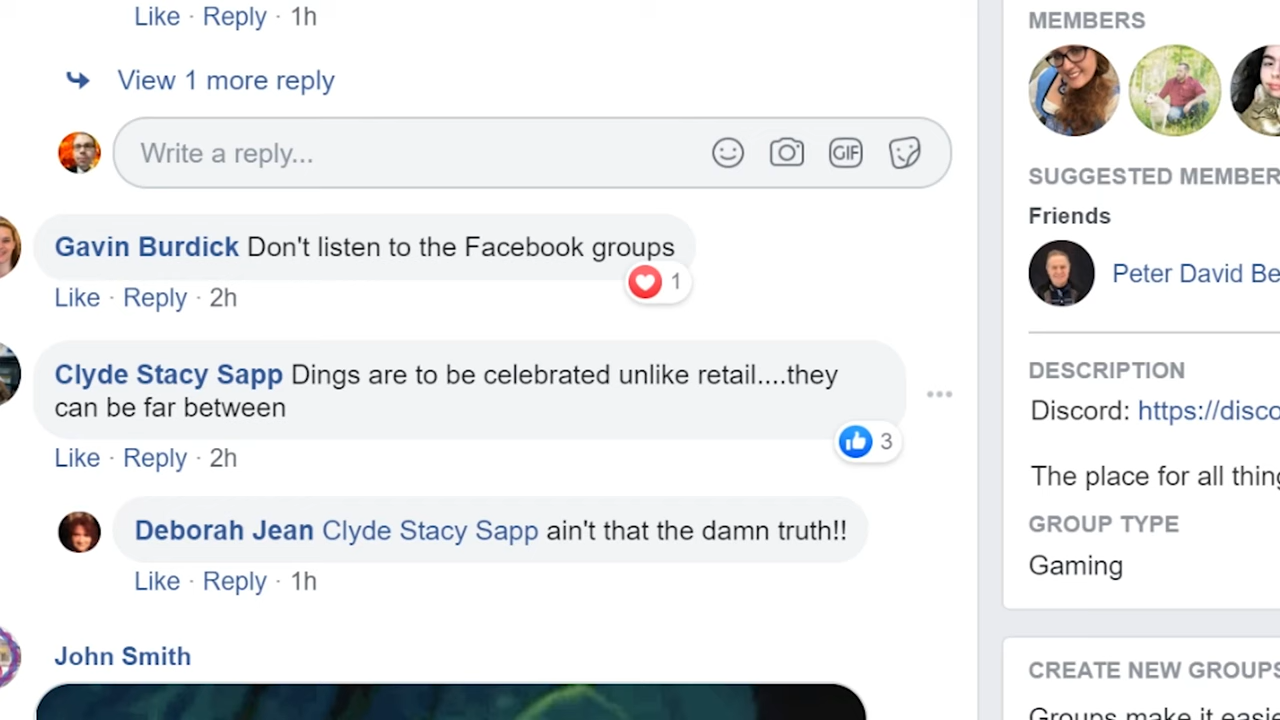 Like · Reply · 1h
View 1 more reply
Write a reply...
GIF
Gavin Burdick Don't listen to the Facebook groups
1
Like · Reply · 2h
Clyde Stacy Sapp Dings are to be celebrated unlike retail....they
can be far between
3
Like · Reply · 2h
Deborah Jean Clyde Stacy Sapp ain't that the damn truth!!
Like · Reply · 1h
John Smith
MEMBERS
SUGGESTED MEMBER
Friends
Peter David Be
DESCRIPTION
Discord: https://disco
The place for all thing
GROUP TYPE
Gaming
CREATE NEW GROUPS
Groups make it easie